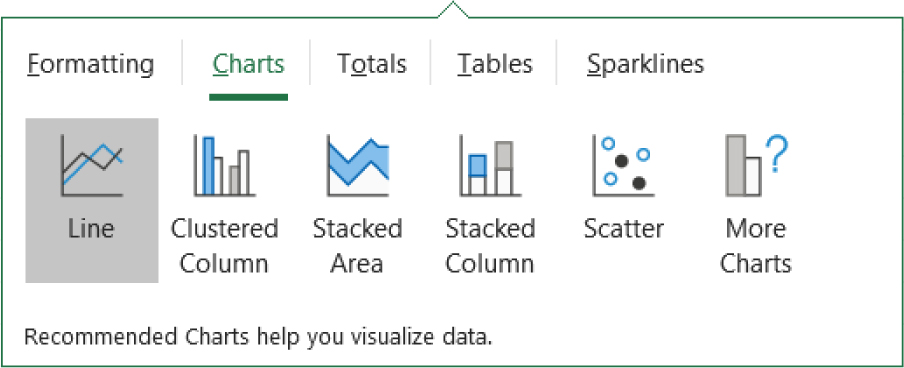 Formatting Charts Totals Tables Sparklines
Line
Clustered Column
Stacked Area
Stacked Column
Scatter
More Charts
Recommended Charts help you visualize data.